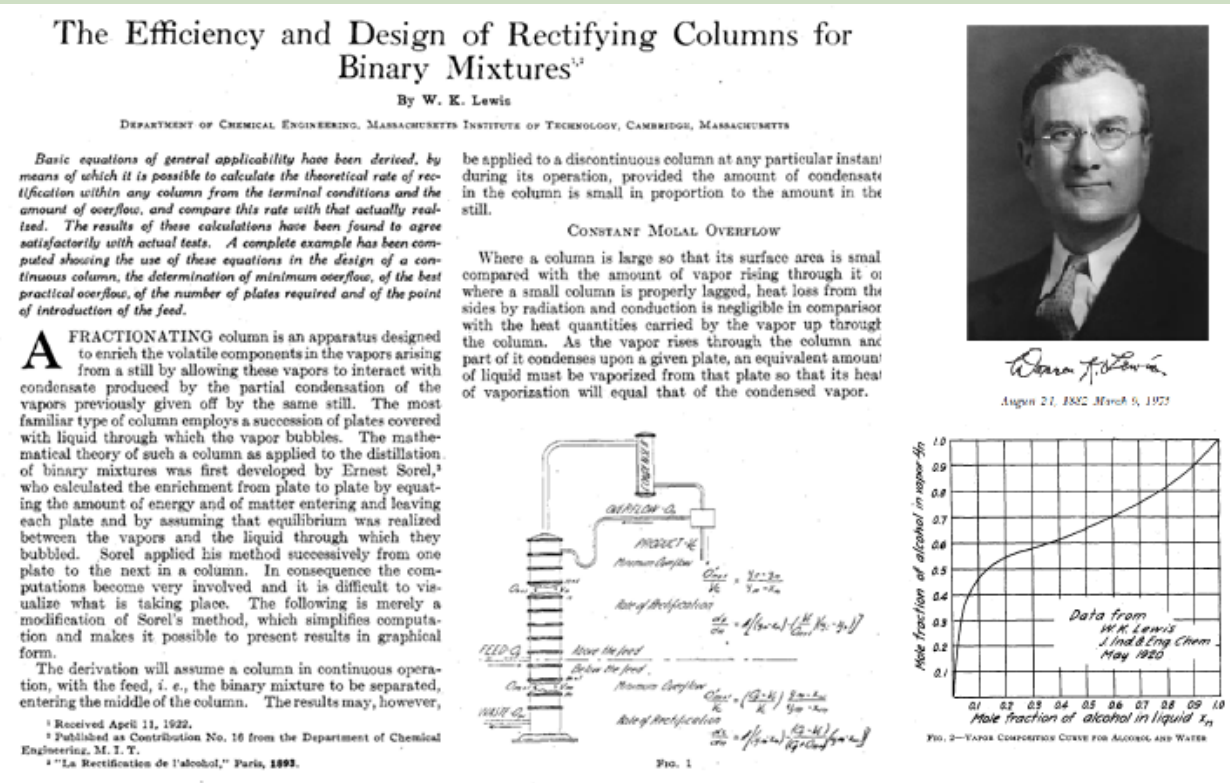 The Efficiency and Design of Rectifying Columns for
Binary Mixtures¹,²
By W. K. Lewis
DEPARTMENT OF CHEMICAL ENGINEERING, MASSACHUSETTS INSTITUTE OF TECHNOLOGY, CAMBRIDGE, MASSACHUSETTS
Basic equations of general applicability have been derived, by
means of which it is possible to calculate the theoretical rate of rec-
tification within any column from the terminal conditions and the
amount of overflow, and compare this rate with that actually real-
ized. The results of these calculations have been found to agree
satisfactorily with actual tests. A complete example has been com-
puted showing the use of these equations in the design of a con-
tinuous column, the determination of minimum overflow, of the best
practical overflow, of the number of plates required and of the point
of introduction of the feed.
A FRACTIONATING column is an apparatus designed
to enrich the volatile components in the vapors arising
from a still by allowing these vapors to interact with
condensate produced by the partial condensation of the
vapors previously given off by the same still. The most
familiar type of column employs a succession of plates covered
with liquid through which the vapor bubbles. The mathe-
matical theory of such a column as applied to the distillation
of binary mixtures was first developed by Ernest Sorel,³
who calculated the enrichment from plate to plate by equat-
ing the amount of energy and of matter entering and leaving
each plate and by assuming that equilibrium was realized
between the vapors and the liquid through which they
bubbled. Sorel applied his method successively from one
plate to the next in a column. In consequence the com-
putations become very involved and it is difficult to vis-
ualize what is taking place. The following is merely a
modification of Sorel's method, which simplifies computa-
tion and makes it possible to present results in graphical
form.
The derivation will assume a column in continuous opera-
tion, with the feed, i. e., the binary mixture to be separated,
entering the middle of the column. The results may, however,
¹ Received April 11, 1922.
² Published as Contribution No. 16 from the Department of Chemical
Engineering, M. I. T.
³ "La Rectification de l'alcohol," Paris, 1893.
be applied to a discontinuous column at any particular instant
during its operation, provided the amount of condensate
in the column is small in proportion to the amount in the
still.
CONSTANT MOLAL OVERFLOW
Where a column is large so that its surface area is smal
compared with the amount of vapor rising through it or
where a small column is properly lagged, heat loss from the
sides by radiation and conduction is negligible in comparison
with the heat quantities carried by the vapor up through
the column. As the vapor rises through the column and
part of it condenses upon a given plate, an equivalent amount
of liquid must be vaporized from that plate so that its heat
of vaporization will equal that of the condensed vapor.
CONDENSER
OVERFLOW-Oₙ
PRODUCT-
Minimum Overflow
Rate of Rectification
FEED-
Above the feed
Below the feed
Minimum Overflow
WASTE-
Rate of Rectification
FIG. 1
Warren K. Lewis
August 21, 1882 March 9, 1975
Mole fraction of alcohol in vapor yₙ
1.0
0.9
0.8
0.7
0.6
0.5
0.4
0.3
0.2
0.1
Data from
W.K. Lewis
J. Ind & Eng Chem
May 1920
0.1 0.2 0.3 0.4 0.5 0.6 0.7 0.8 0.9 1.0
Mole fraction of alcohol in liquid xₙ
FIG. 2—VAPOR COMPOSITION CURVE FOR ALCOHOL AND WATER